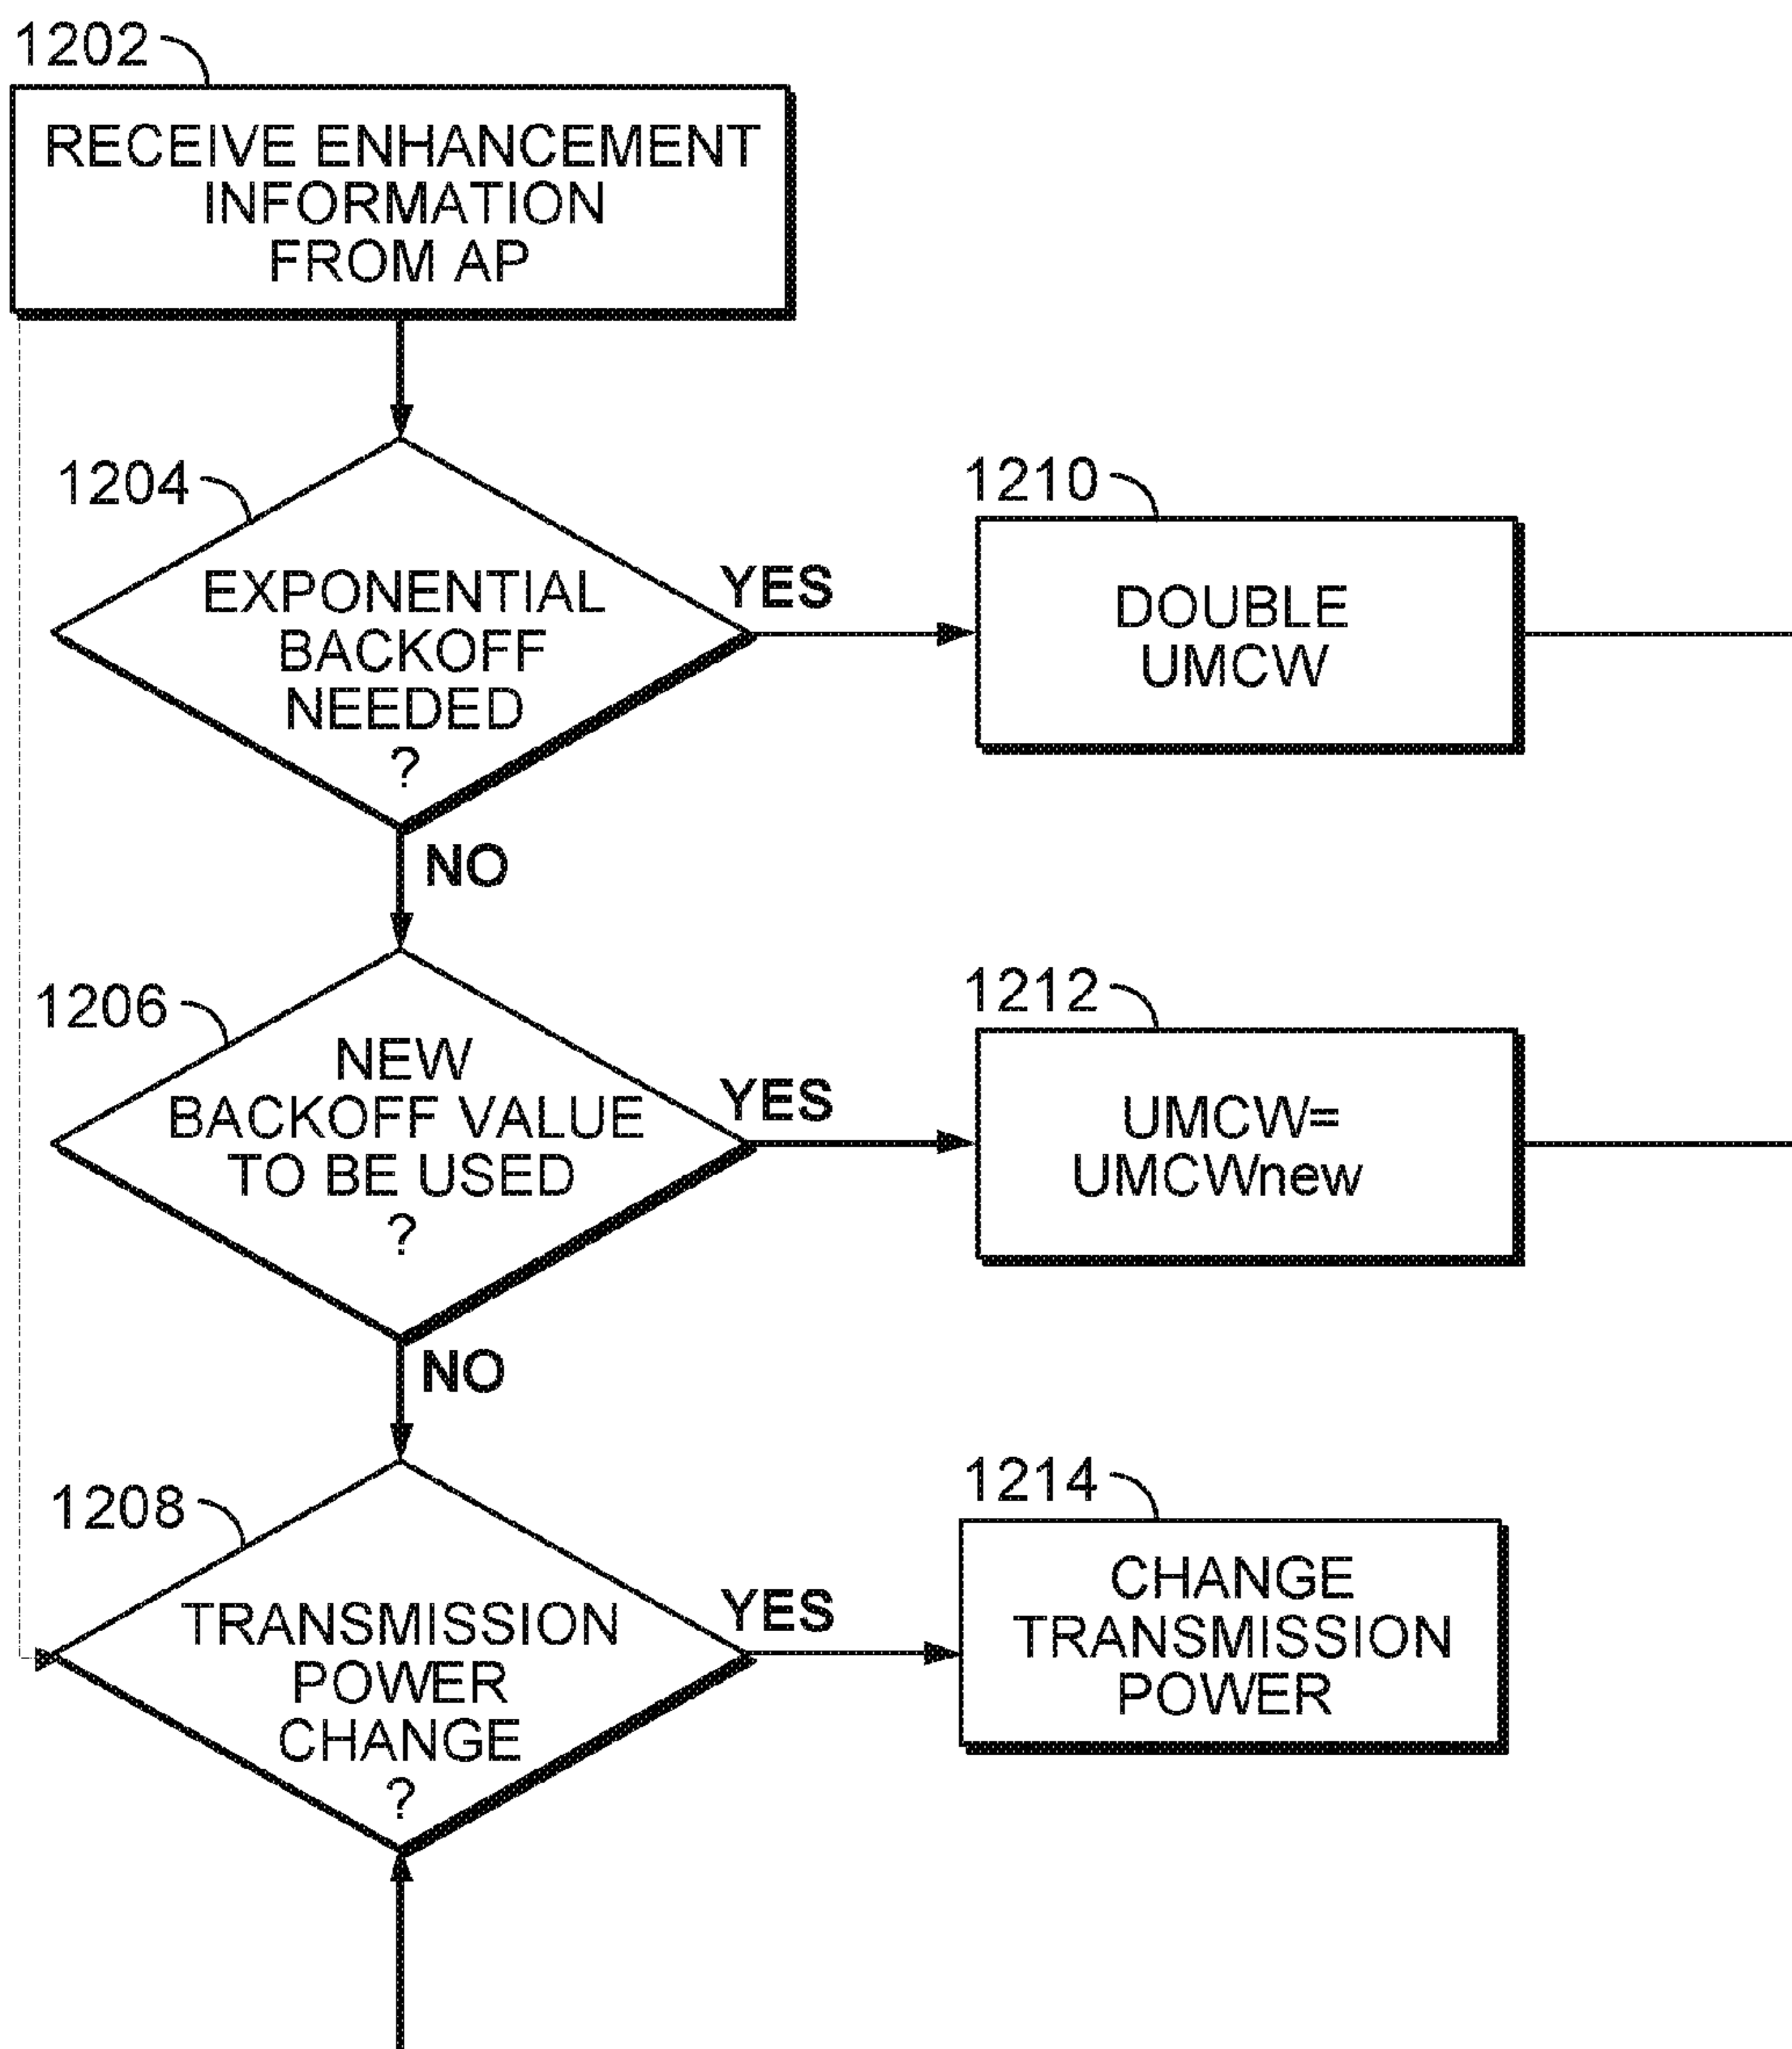 1202
RECEIVE ENHANCEMENT
INFORMATION
FROM AP
1204
EXPONENTIAL
BACKOFF
NEEDED
?
YES
1210
DOUBLE
UMCW
NO
1206
NEW
BACKOFF VALUE
TO BE USED
?
YES
1212
UMCW=
UMCWnew
NO
1208
TRANSMISSION
POWER
CHANGE
?
YES
1214
CHANGE
TRANSMISSION
POWER